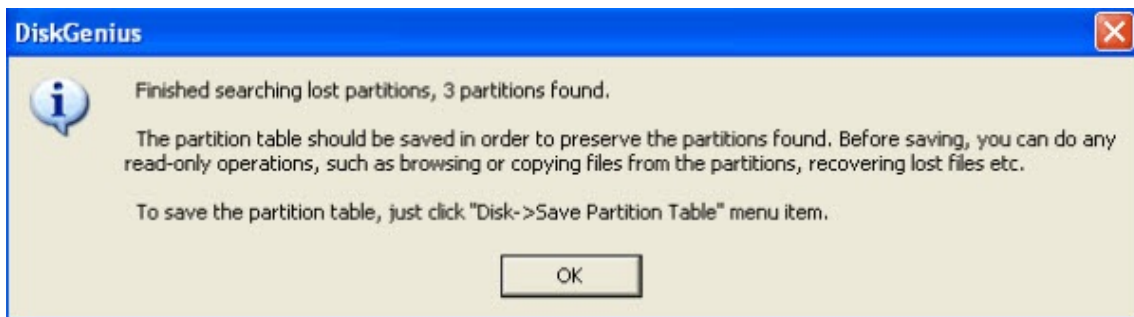 DiskGenius
Finished searching lost partitions, 3 partitions found.
The partition table should be saved in order to preserve the partitions found. Before saving, you can do any
read-only operations, such as browsing or copying files from the partitions, recovering lost files etc.
To save the partition table, just click "Disk->Save Partition Table" menu item.
OK